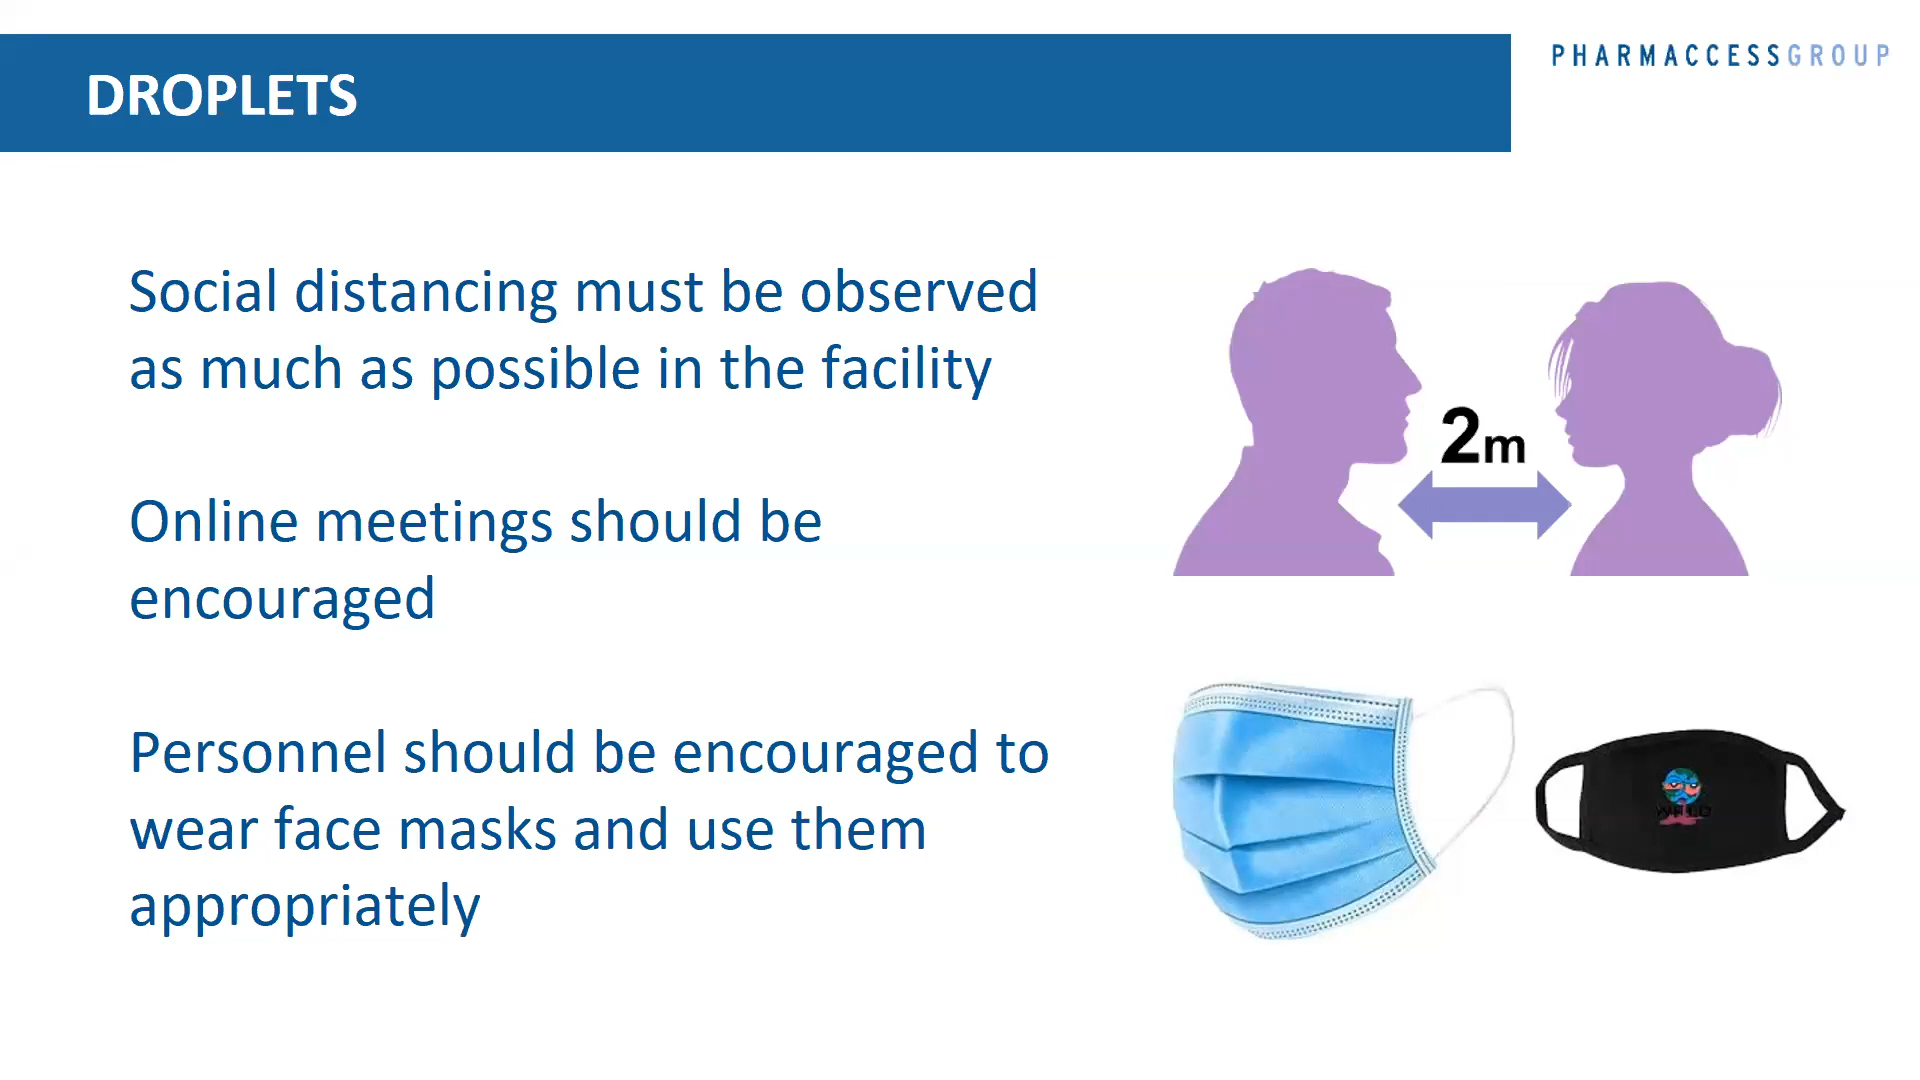 DROPLETS
PHARMACCESSGROUP
Social distancing must be observed
as much as possible in the facility
Online meetings should be
encouraged
Personnel should be encouraged to
wear face masks and use them
appropriately
2m